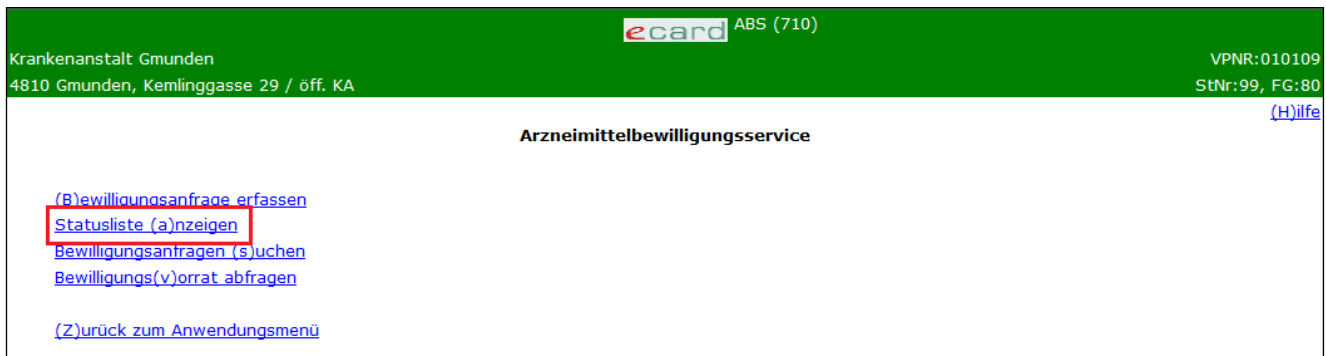 ecard ABS (710)
Krankenanstalt Gmunden VPNR:010109
4810 Gmunden, Kemlinggasse 29 / öff. KA StNr:99, FG:80
(H)ilfe
Arzneimittelbewilligungsservice
(B)ewilligungsanfrage erfassen
Statusliste (a)nzeigen
Bewilligungsanfragen (s)uchen
Bewilligungs(v)orrat abfragen
(Z)urück zum Anwendungsmenü